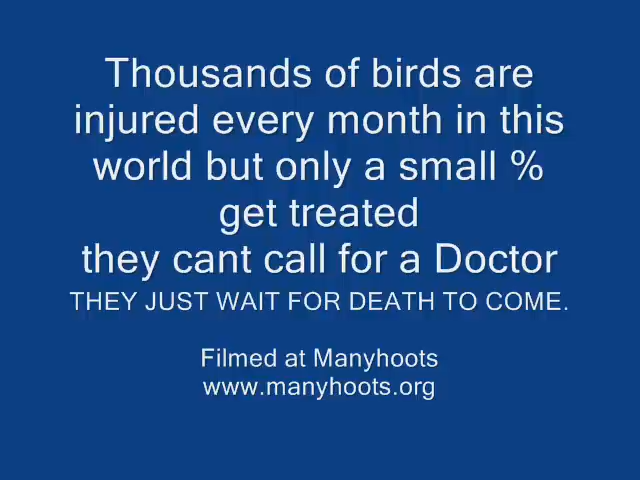 Thousands of birds are
injured every month in this
world but only a small %
get treated
they cant call for a Doctor
THEY JUST WAIT FOR DEATH TO COME.
Filmed at Manyhoots
www.manyhoots.org